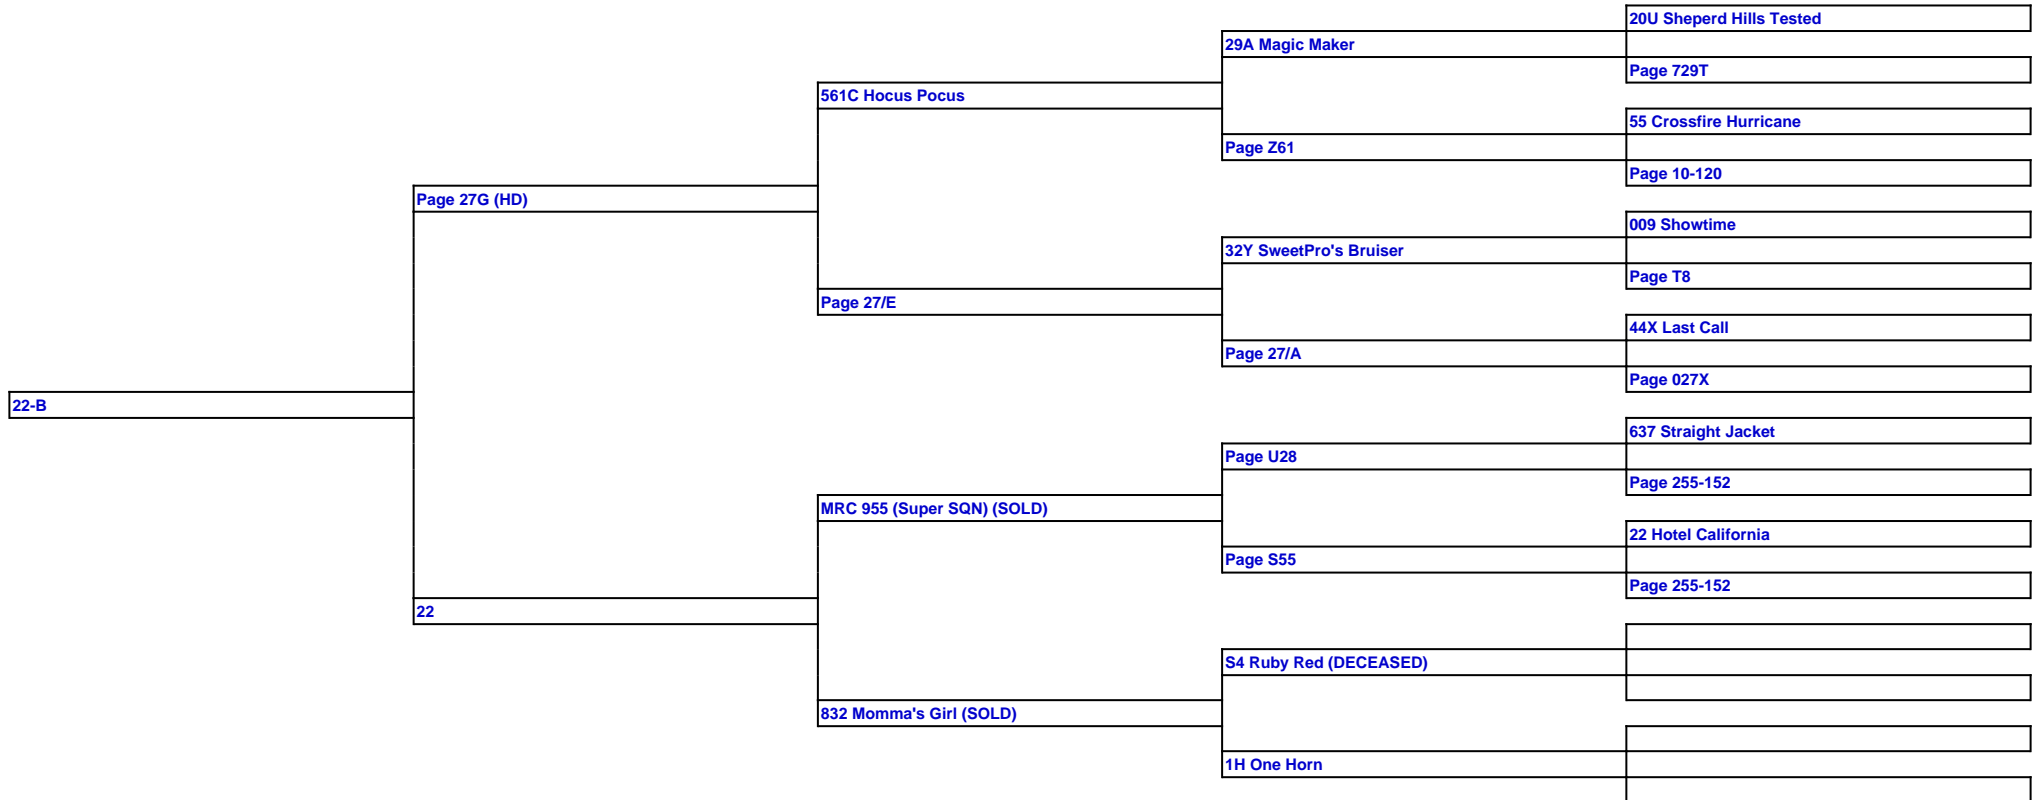 20U Sheperd Hills Tested
29A Magic Maker
Page 729T
561C Hocus Pocus
55 Crossfire Hurricane
Page Z61
Page 10-120
Page 27G (HD)
009 Showtime
32Y SweetPro's Bruiser
Page T8
Page 27/E
44X Last Call
Page 27/A
Page 027X
22-B
637 Straight Jacket
Page U28
Page 255-152
MRC 955 (Super SQN) (SOLD)
22 Hotel California
Page S55
Page 255-152
22
S4 Ruby Red (DECEASED)
832 Momma's Girl (SOLD)
1H One Horn